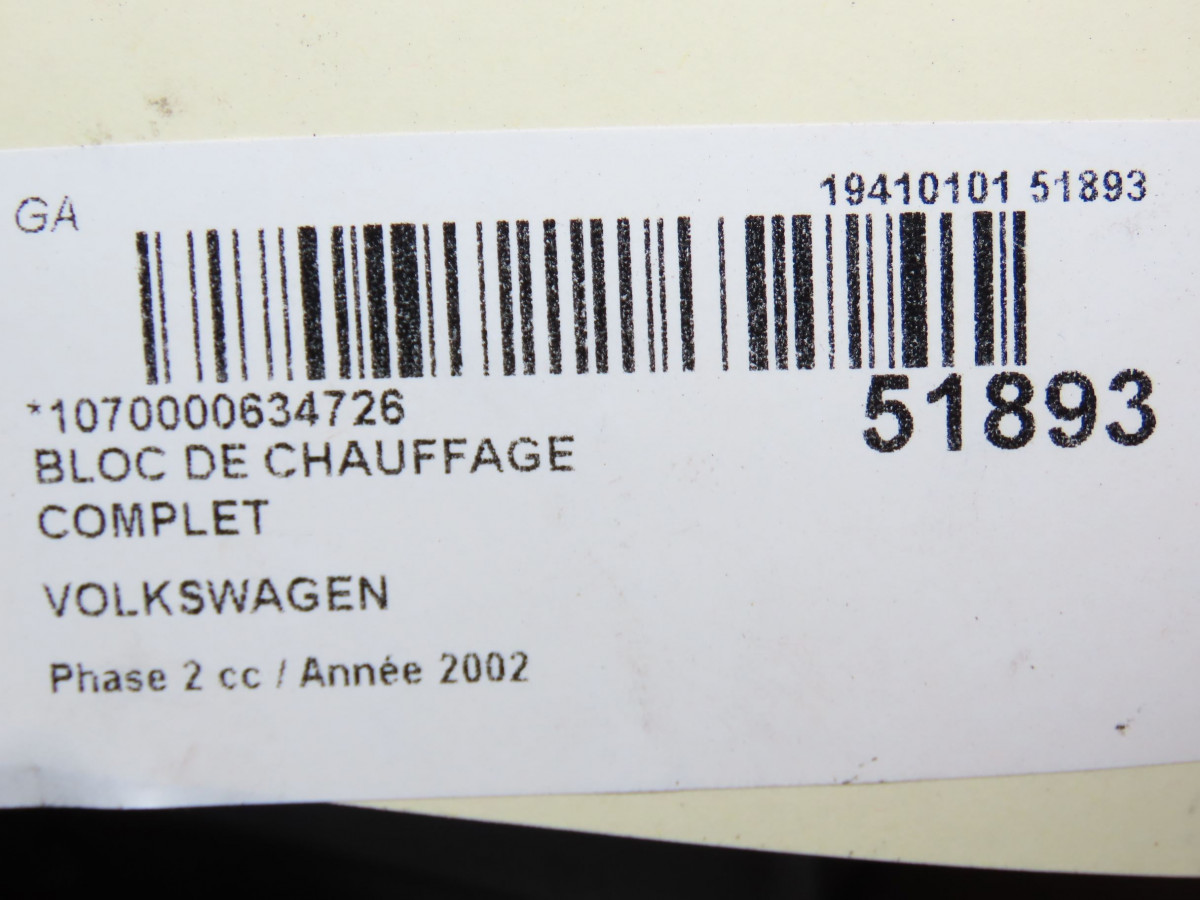 GA
19410101 51893
*1070000634726
51893
BLOC DE CHAUFFAGE
COMPLET
VOLKSWAGEN
Phase 2 cc / Année 2002